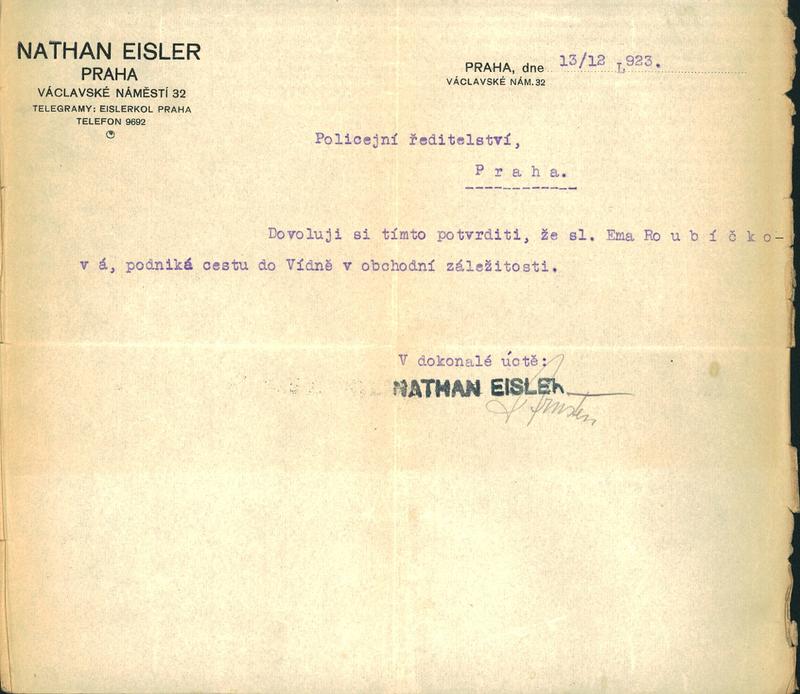 NATHAN EISLER
PRAHA
VÁCLAVSKÉ NÁMĚSTÍ 32
TELEGRAMY: EISLERKOL PRAHA
TELEFON 9692
PRAHA, dne 13/12 1923.
VÁCLAVSKÉ NÁM. 32
Policejní ředitelství,
P r a h a.
Dovoluji si tímto potvrditi, že sl. Ema Ro u b í č k o-
v á, podniká cestu do Vídně v obchodní záležitosti.
V dokonalé úctě:
NATHAN EISLER